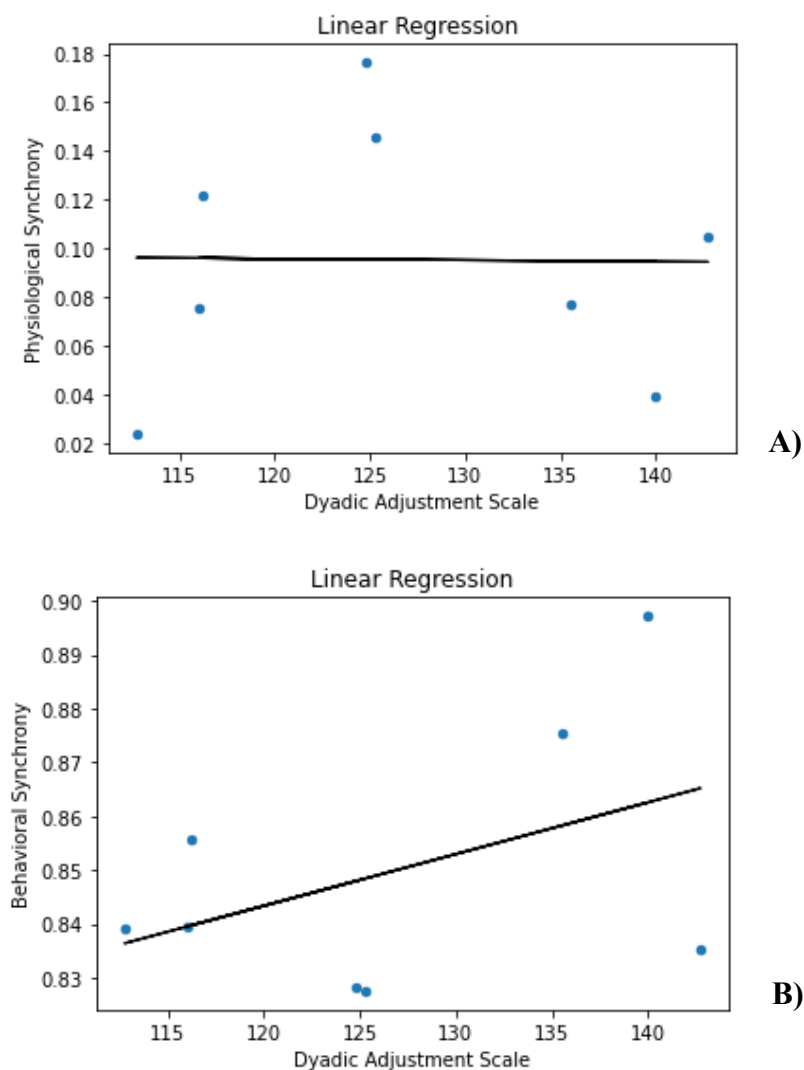 Linear Regression
0.18
0.16
0.14
0.12
0.10
0.08
0.06
0.04
0.02
Physiological Synchrony
115 120 125 130 135 140
Dyadic Adjustment Scale
A)
Linear Regression
0.90
0.89
0.88
0.87
0.86
0.85
0.84
0.83
Behavioral Synchrony
115 120 125 130 135 140
Dyadic Adjustment Scale
B)